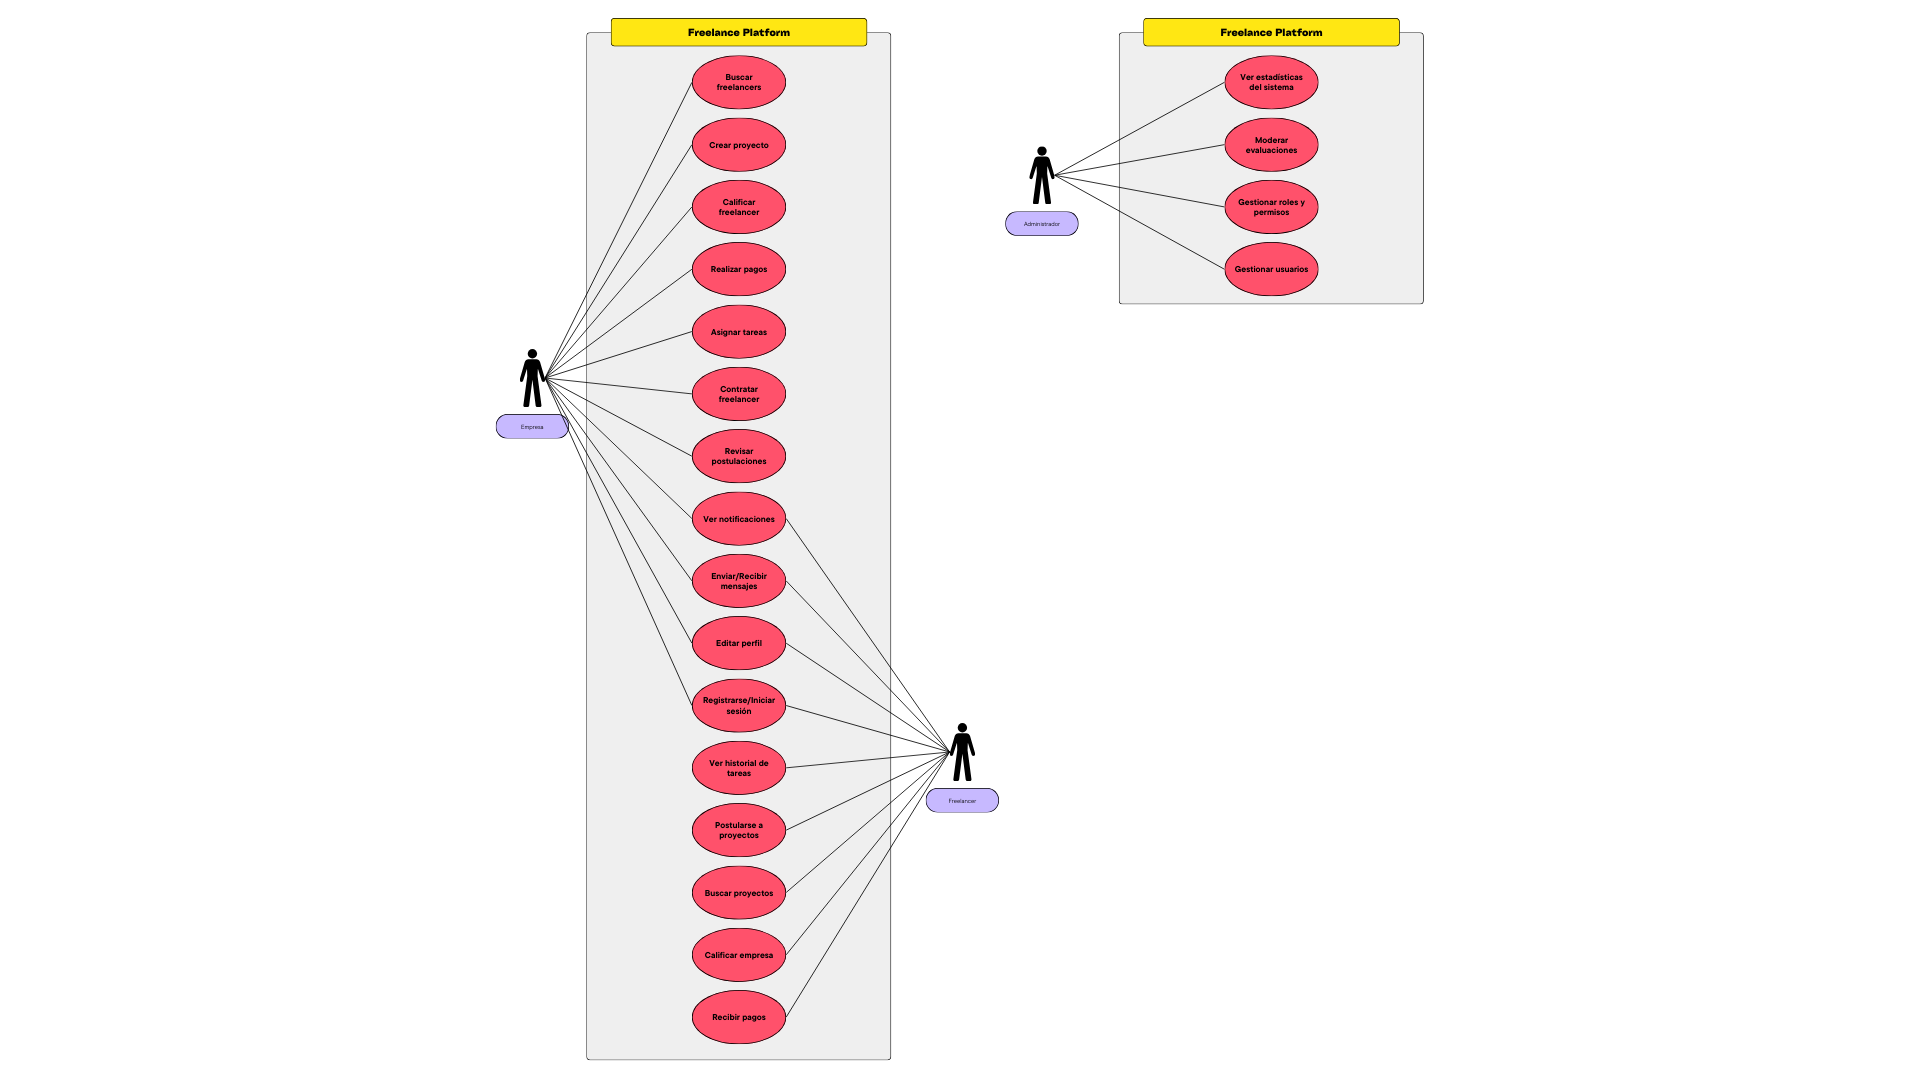 Freelance Platform
Buscar
freelancers
Crear proyecto
Calificar
freelancer
Realizar pagos
Asignar tareas
Contratar
freelancer
Revisar
postulaciones
Ver notificaciones
Enviar/Recibir
mensajes
Editar perfil
Registrarse/Iniciar
sesión
Ver historial de
tareas
Postularse a
proyectos
Buscar proyectos
Calificar empresa
Recibir pagos
Empresa
Freelancer
Freelance Platform
Ver estadísticas
del sistema
Moderar
evaluaciones
Gestionar roles y
permisos
Gestionar usuarios
Administrador